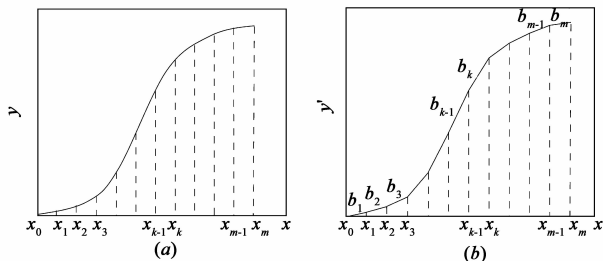 y
x₀ x₁ x₂ x₃ xₖ₋₁ xₖ xₘ₋₁ xₘ x
(a)
y'
b₁ b₂ b₃ bₖ₋₁ bₖ bₘ₋₁ bₘ
x₀ x₁ x₂ x₃ xₖ₋₁ xₖ xₘ₋₁ xₘ x
(b)